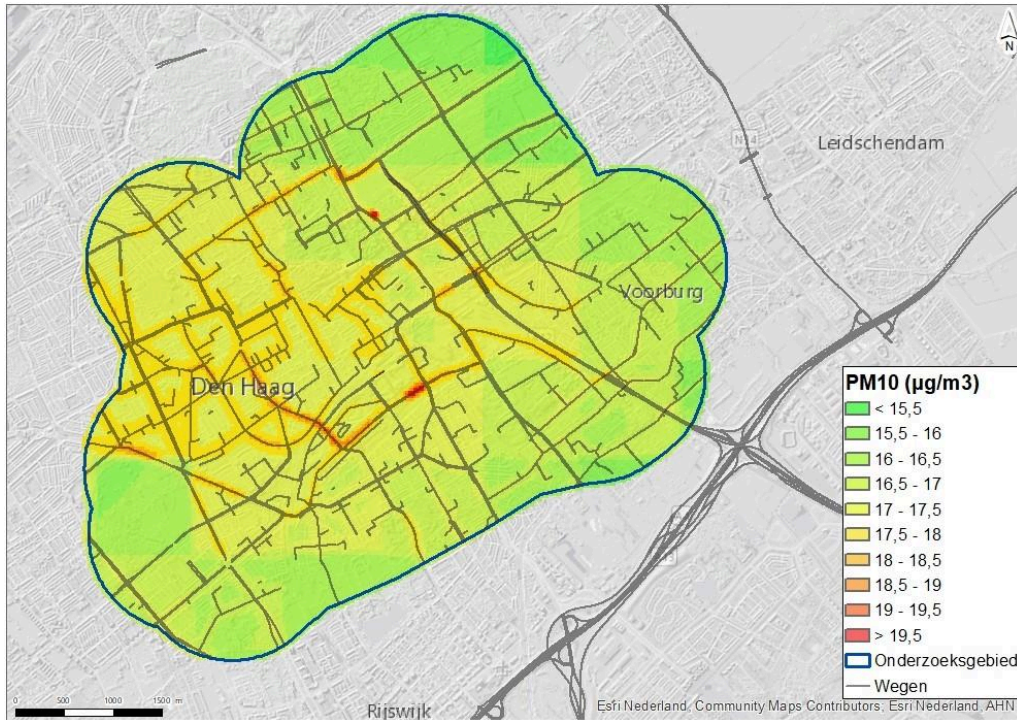 N
Leidschendam
N14
Voorburg
Den Haag
Rijswijk
PM10 (µg/m3)
< 15,5
15,5 - 16
16 - 16,5
16,5 - 17
17 - 17,5
17,5 - 18
18 - 18,5
18,5 - 19
19 - 19,5
> 19,5
Onderzoeksgebied
Wegen
0 500 1000 1500 m
Esri Nederland, Community Maps Contributors, Esri Nederland, AHN